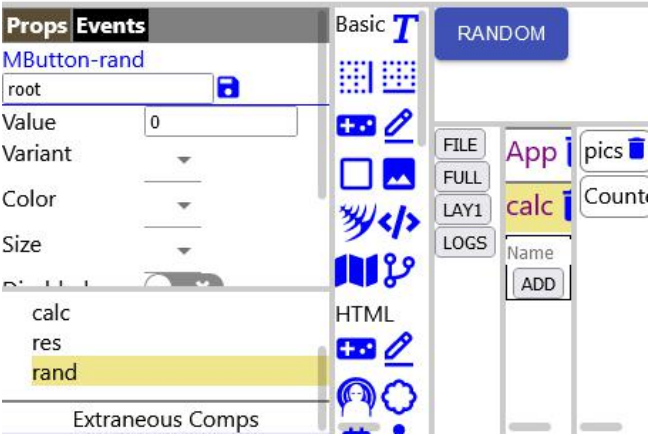 Props Events
MButton-rand
root
Value 0
Variant
Color
Size
calc
res
rand
Extraneous Comps
Basic
HTML
RANDOM
FILE
FULL
LAY1
LOGS
App
calc
Name
ADD
pics